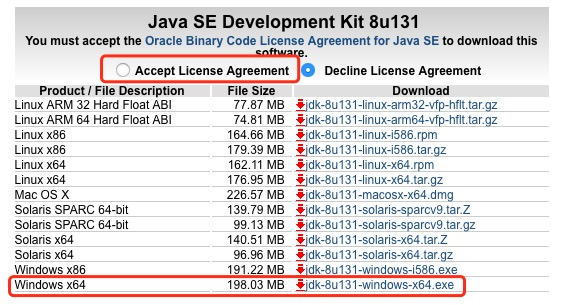 Java SE Development Kit 8u131
You must accept the Oracle Binary Code License Agreement for Java SE to download this
software.
Accept License Agreement Decline License Agreement
Product / File Description File Size Download
Linux ARM 32 Hard Float ABI 77.87 MB jdk-8u131-linux-arm32-vfp-hflt.tar.gz
Linux ARM 64 Hard Float ABI 74.81 MB jdk-8u131-linux-arm64-vfp-hflt.tar.gz
Linux x86 164.66 MB jdk-8u131-linux-i586.rpm
Linux x86 179.39 MB jdk-8u131-linux-i586.tar.gz
Linux x64 162.11 MB jdk-8u131-linux-x64.rpm
Linux x64 176.95 MB jdk-8u131-linux-x64.tar.gz
Mac OS X 226.57 MB jdk-8u131-macosx-x64.dmg
Solaris SPARC 64-bit 139.79 MB jdk-8u131-solaris-sparcv9.tar.Z
Solaris SPARC 64-bit 99.13 MB jdk-8u131-solaris-sparcv9.tar.gz
Solaris x64 140.51 MB jdk-8u131-solaris-x64.tar.Z
Solaris x64 96.96 MB jdk-8u131-solaris-x64.tar.gz
Windows x86 191.22 MB jdk-8u131-windows-i586.exe
Windows x64 198.03 MB jdk-8u131-windows-x64.exe